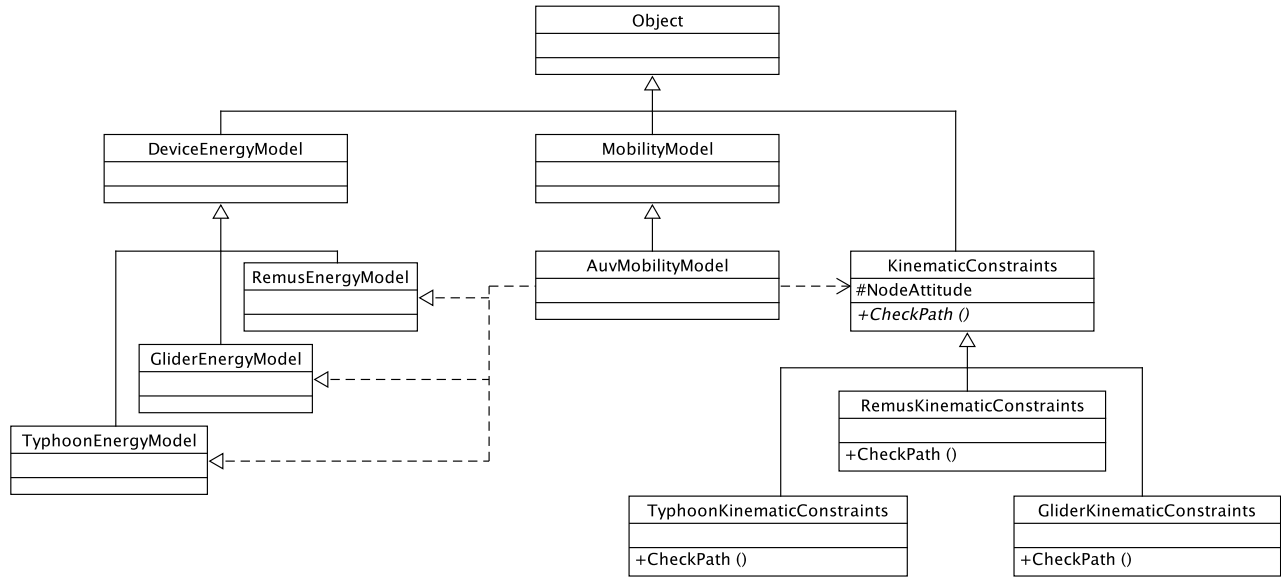 Object
DeviceEnergyModel
MobilityModel
RemusEnergyModel
AuvMobilityModel
KinematicConstraints
#NodeAttitude
+CheckPath ()
GliderEnergyModel
TyphoonEnergyModel
RemusKinematicConstraints
+CheckPath ()
TyphoonKinematicConstraints
+CheckPath ()
GliderKinematicConstraints
+CheckPath ()